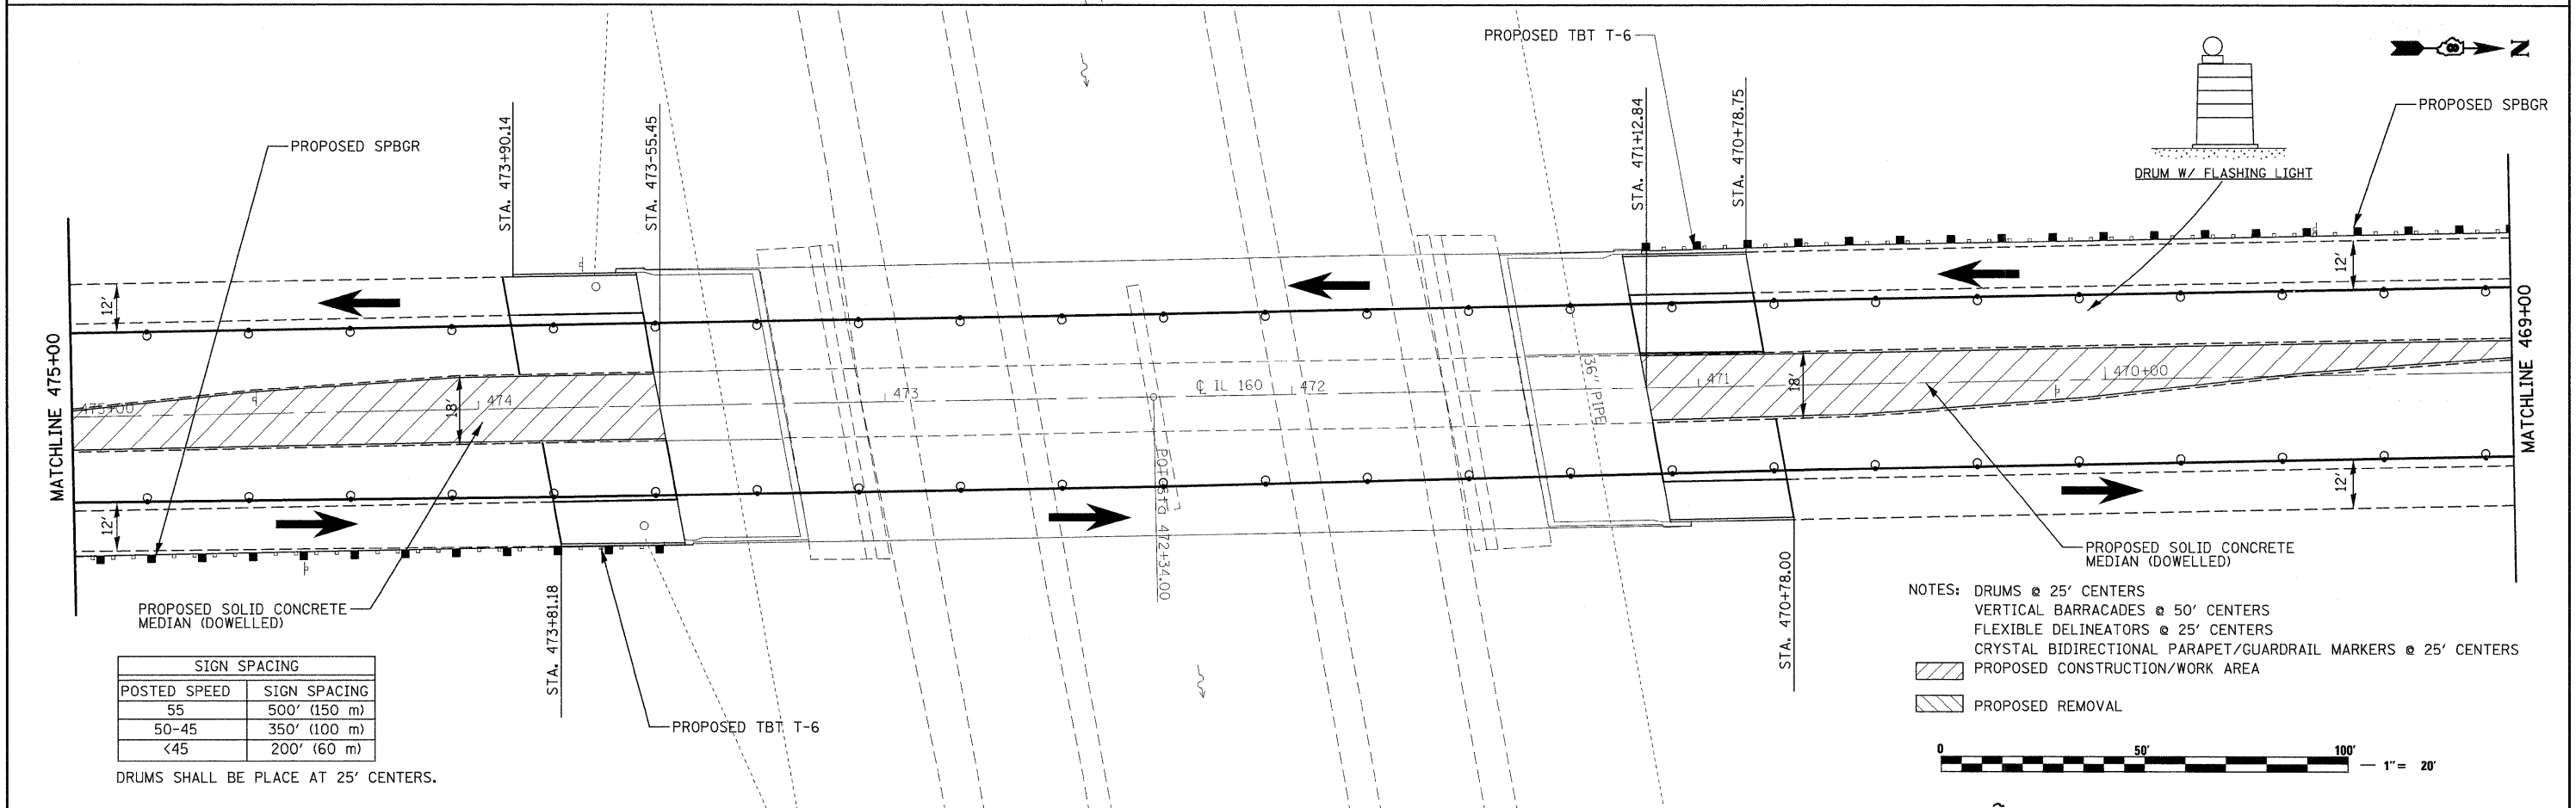 PROPOSED TBT T-6
N
PROPOSED SPBGR
PROPOSED SPBGR
STA. 473+90.14
STA. 473-55.45
STA. 471+12.84
STA. 470+78.75
DRUM W/ FLASHING LIGHT
12'
12'
MATCHLINE 475+00
MATCHLINE 469+00
475+00
18'
474
473
℄ IL 160
472
36" PIPE
471
18'
470+00
12'
12'
POT STA 472+34.00
STA. 473+81.18
STA. 470+78.00
PROPOSED SOLID CONCRETE
MEDIAN (DOWELLED)
PROPOSED SOLID CONCRETE
MEDIAN (DOWELLED)
PROPOSED TBT T-6
SIGN SPACING
POSTED SPEED SIGN SPACING
55 500' (150 m)
50-45 350' (100 m)
<45 200' (60 m)
DRUMS SHALL BE PLACE AT 25' CENTERS.
NOTES: DRUMS @ 25' CENTERS
VERTICAL BARRACADES @ 50' CENTERS
FLEXIBLE DELINEATORS @ 25' CENTERS
CRYSTAL BIDIRECTIONAL PARAPET/GUARDRAIL MARKERS @ 25' CENTERS
PROPOSED CONSTRUCTION/WORK AREA
PROPOSED REMOVAL
0 50' 100'
1"= 20'